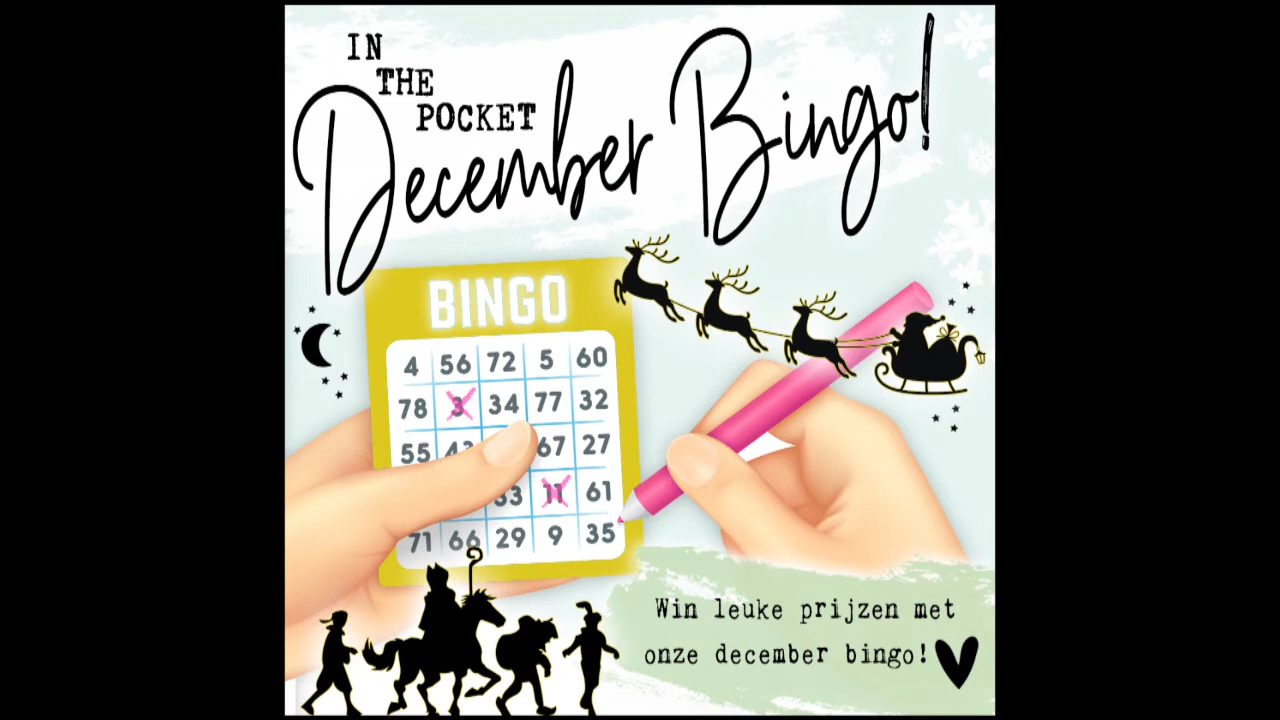 IN
THE
POCKET
December Bingo!
BINGO
4 56 72 5 60
78 3 34 77 32
55 67 27
11 61
71 66 29 9 35
Win leuke prijzen met
onze december bingo!